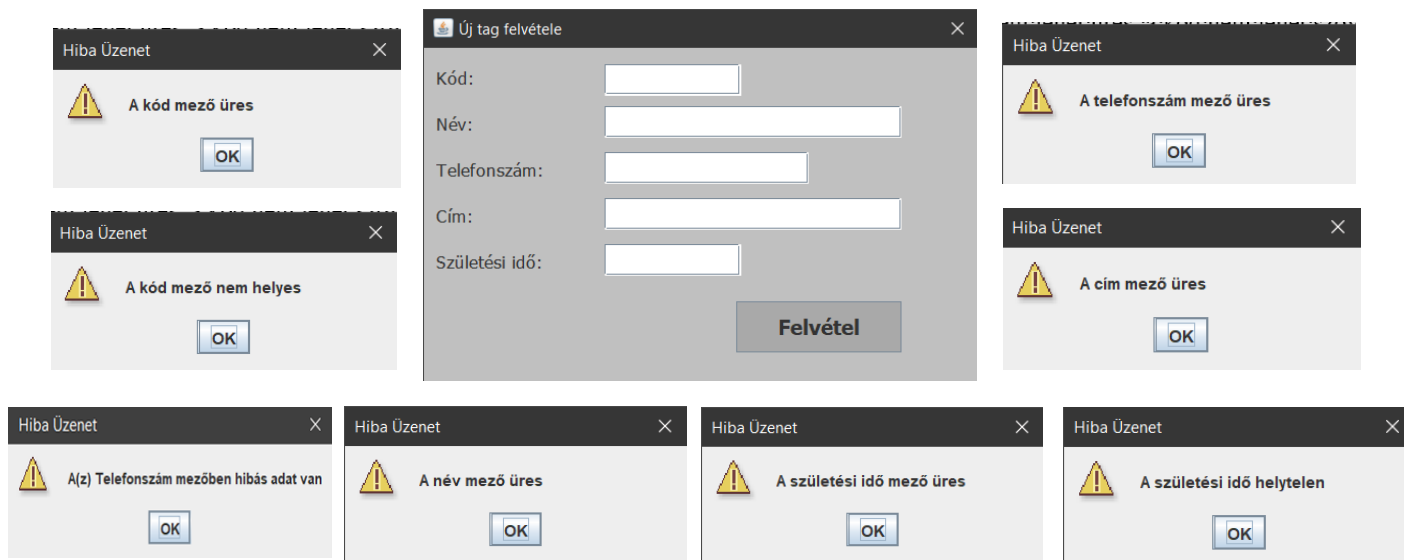 Hiba Üzenet
A kód mező üres
OK
Hiba Üzenet
A kód mező nem helyes
OK
Új tag felvétele
Kód:
Név:
Telefonszám:
Cím:
Születési idő:
Felvétel
Hiba Üzenet
A telefonszám mező üres
OK
Hiba Üzenet
A cím mező üres
OK
Hiba Üzenet
A(z) Telefonszám mezőben hibás adat van
OK
Hiba Üzenet
A név mező üres
OK
Hiba Üzenet
A születési idő mező üres
OK
Hiba Üzenet
A születési idő helytelen
OK